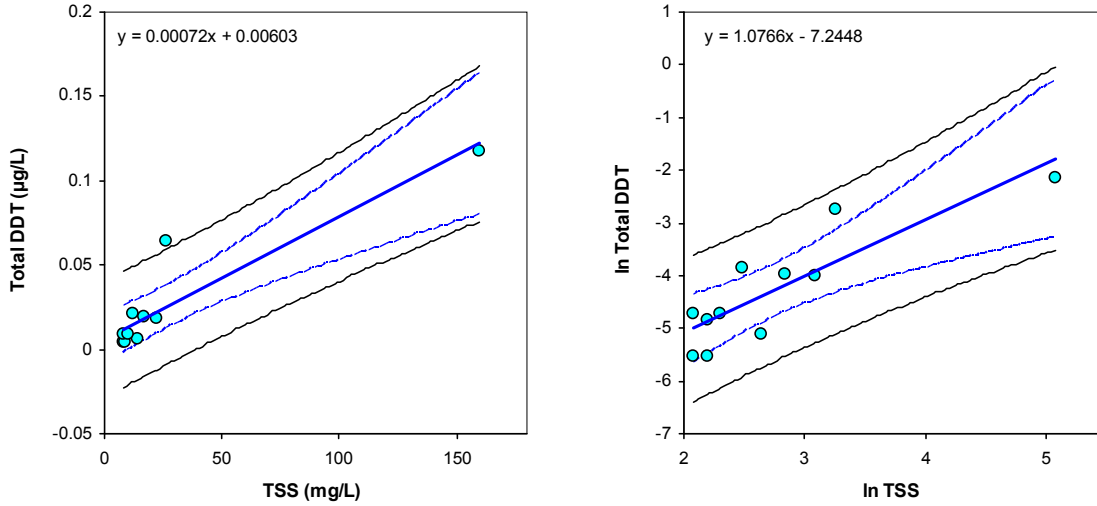 y = 0.00072x + 0.00603
Total DDT (µg/L)
0.2
0.15
0.1
0.05
0
-0.05
0 50 100 150
TSS (mg/L)
y = 1.0766x - 7.2448
ln Total DDT
1
0
-1
-2
-3
-4
-5
-6
-7
2 3 4 5
ln TSS